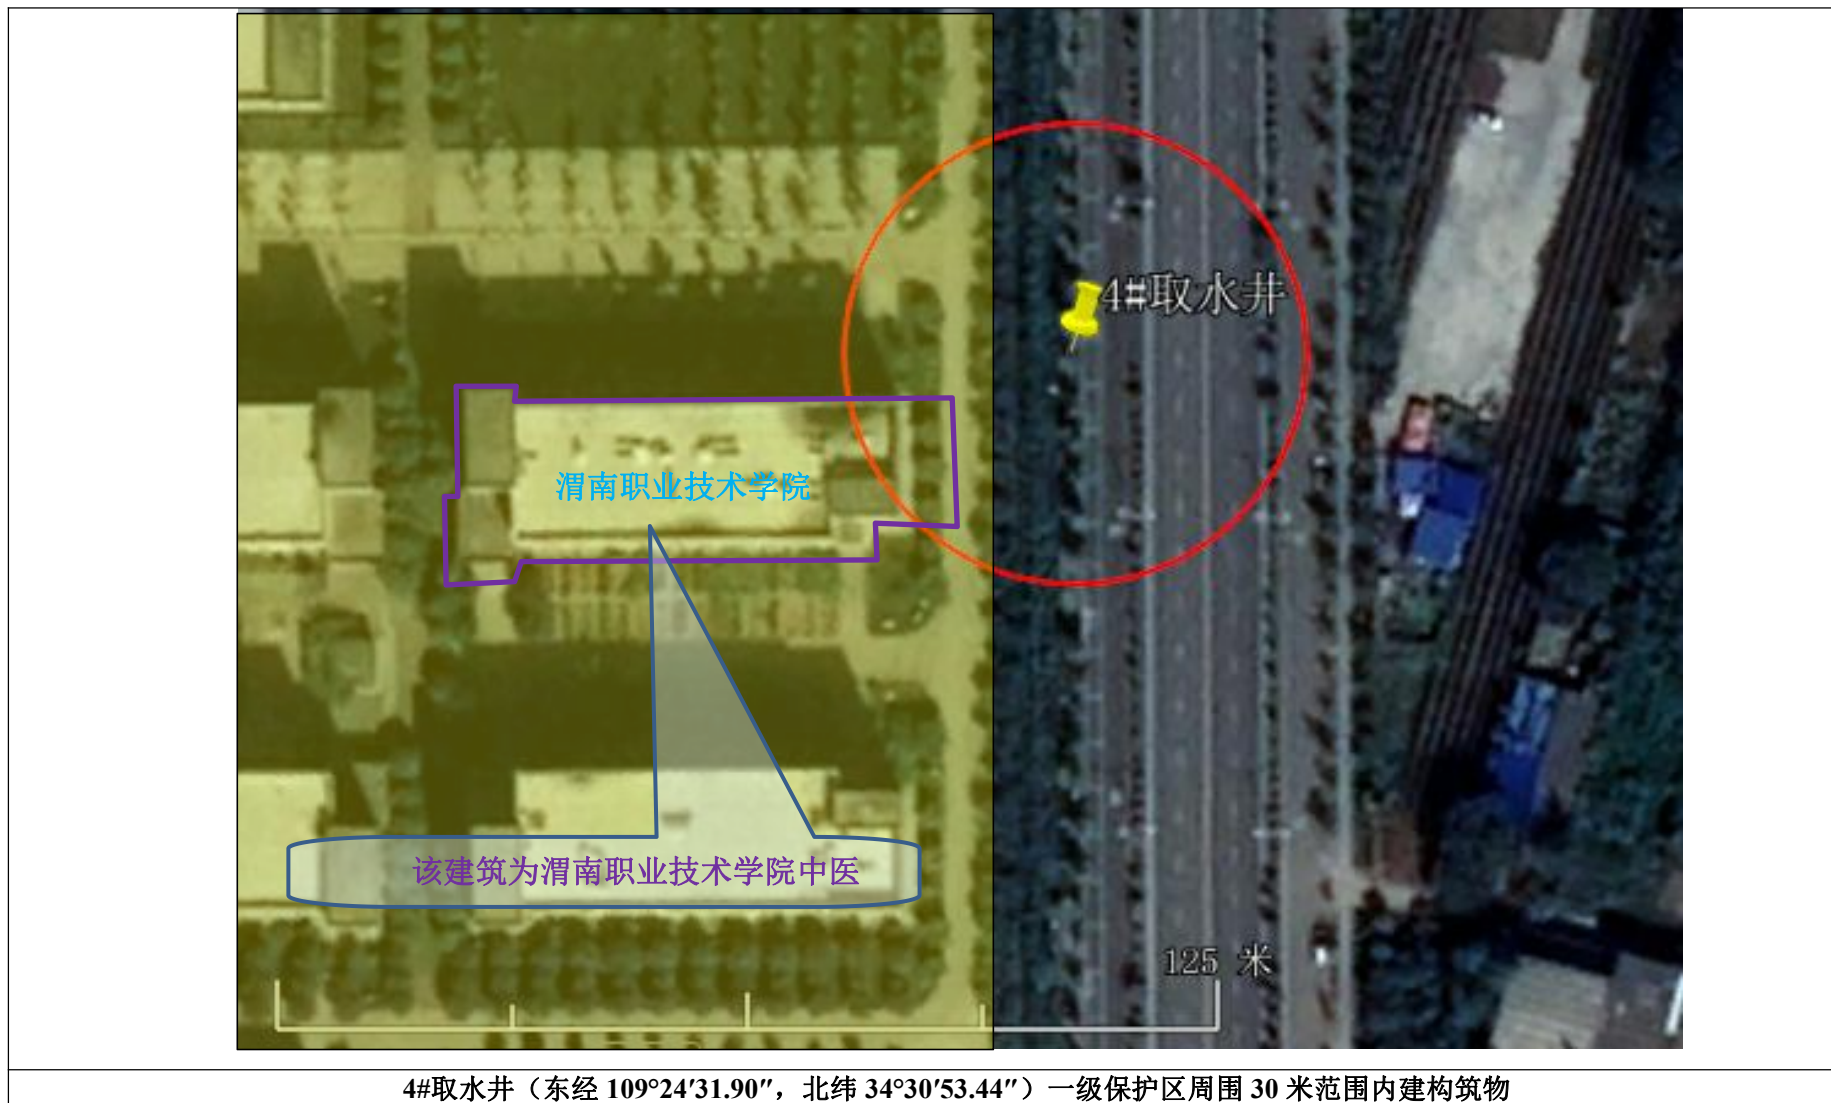 4#取水井
渭南职业技术学院
该建筑为渭南职业技术学院中医
125 米
4#取水井（东经 109°24′31.90″，北纬 34°30′53.44″）一级保护区周围 30 米范围内建构筑物